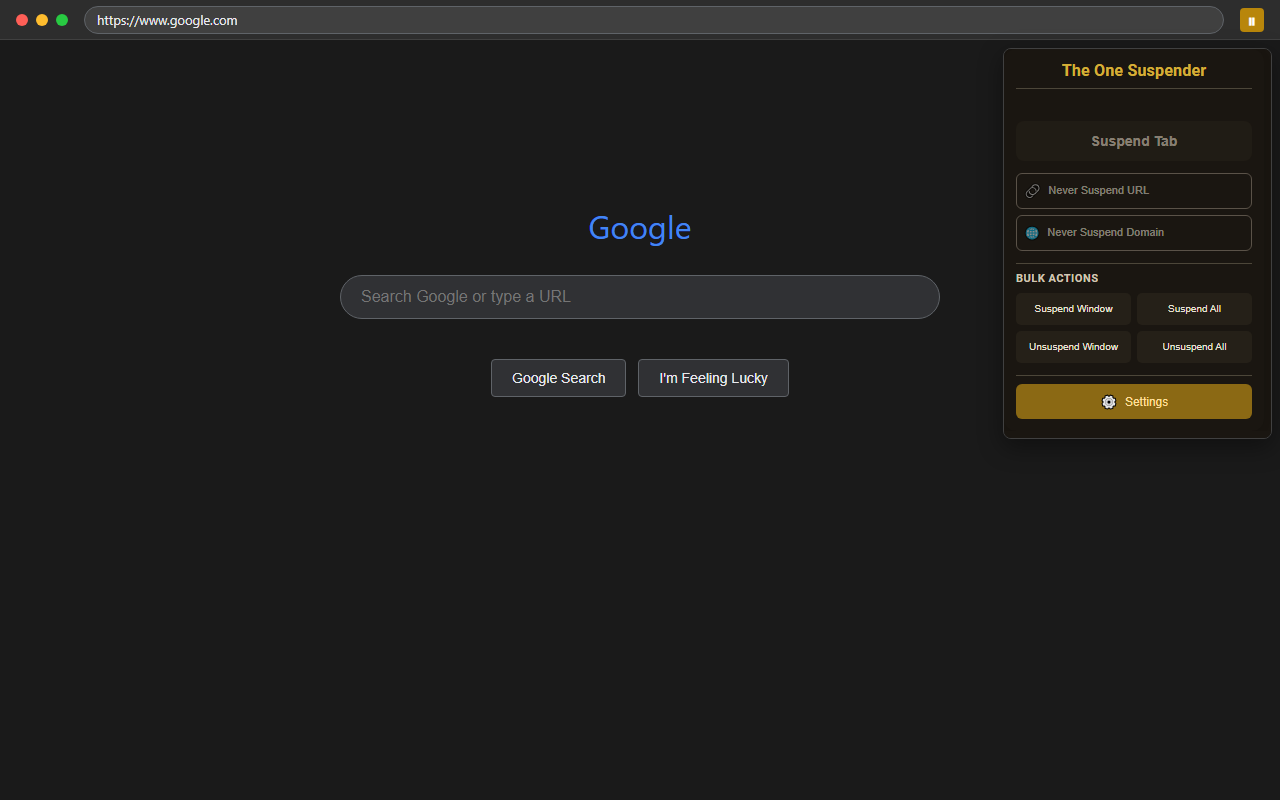 https://www.google.com
The One Suspender
Suspend Tab
Never Suspend URL
Never Suspend Domain
BULK ACTIONS
Suspend Window
Suspend All
Unsuspend Window
Unsuspend All
Settings
Google
Search Google or type a URL
Google Search
I'm Feeling Lucky